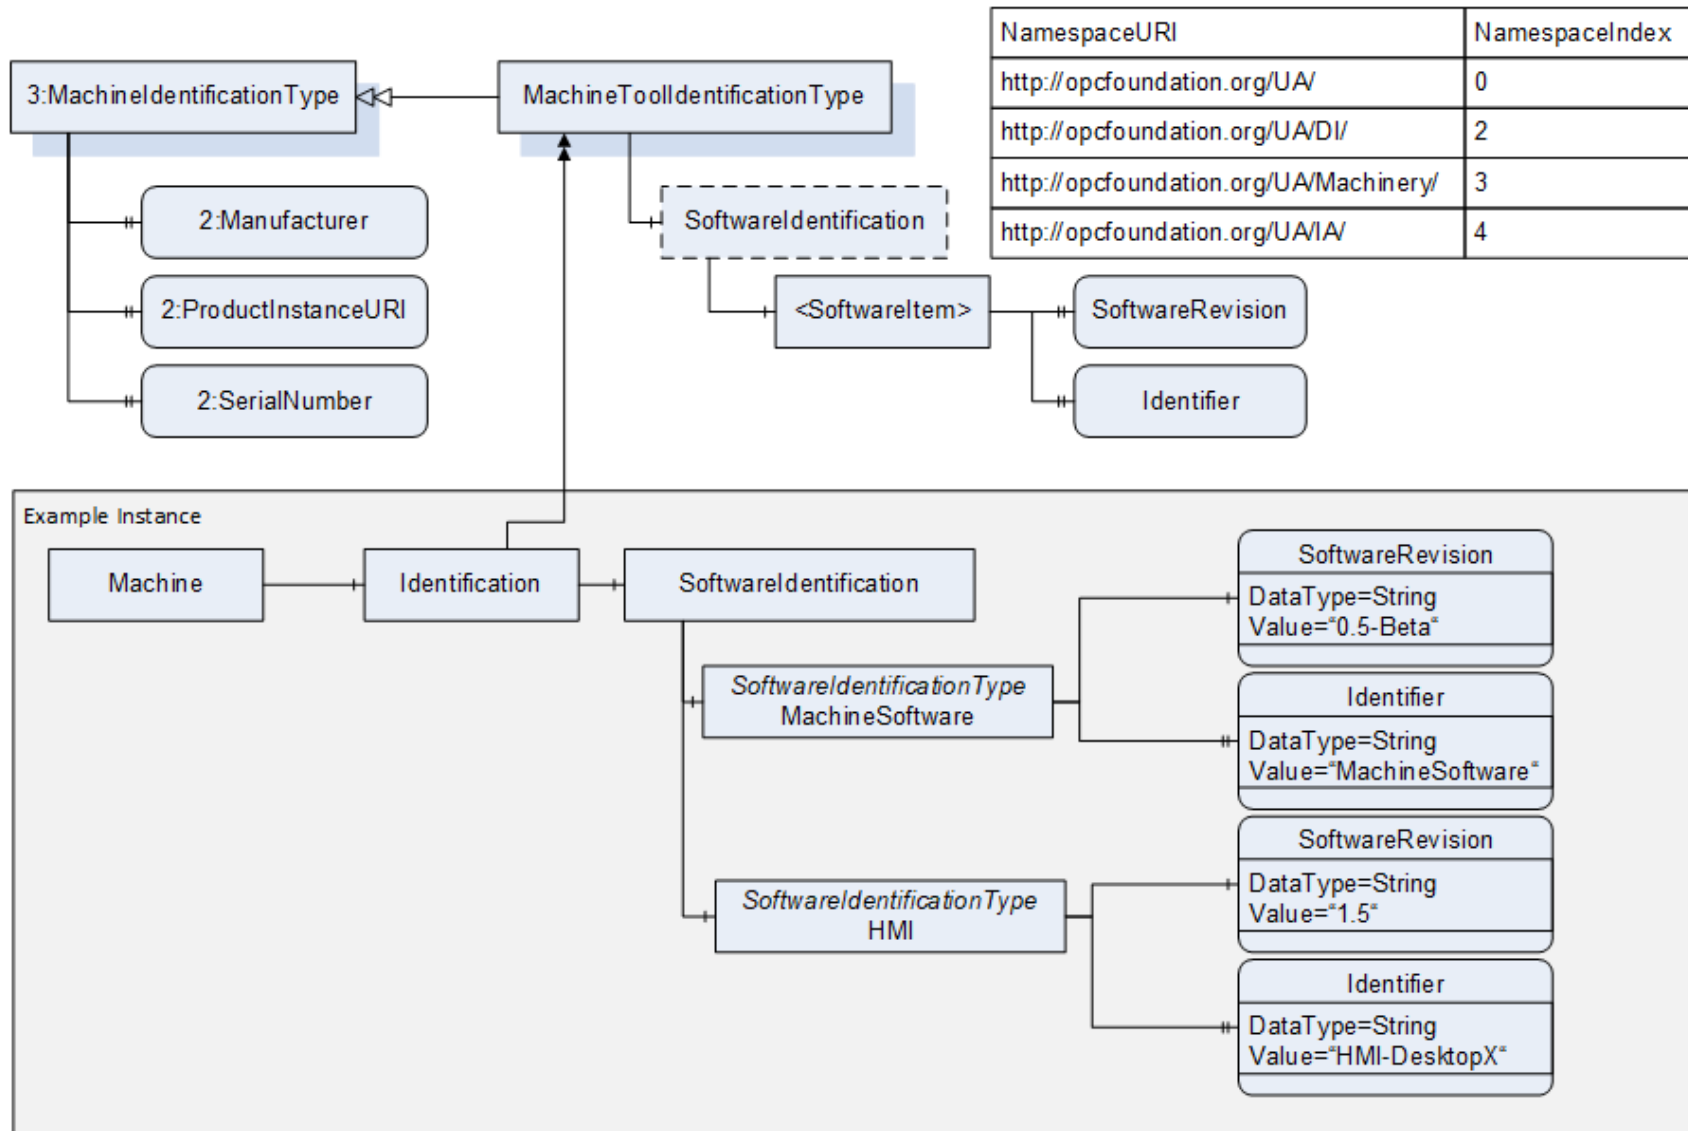 NamespaceURI NamespaceIndex
http://opcfoundation.org/UA/ 0
http://opcfoundation.org/UA/DI/ 2
http://opcfoundation.org/UA/Machinery/ 3
http://opcfoundation.org/UA/IA/ 4
3:MachineIdentificationType
MachineToolIdentificationType
2:Manufacturer
2:ProductInstanceURI
2:SerialNumber
SoftwareIdentification
<SoftwareItem>
SoftwareRevision
Identifier
Example Instance
Machine
Identification
SoftwareIdentification
SoftwareIdentificationType
MachineSoftware
SoftwareRevision
DataType=String
Value=“0.5-Beta“
Identifier
DataType=String
Value=“MachineSoftware“
SoftwareIdentificationType
HMI
SoftwareRevision
DataType=String
Value=“1.5“
Identifier
DataType=String
Value=“HMI-DesktopX“